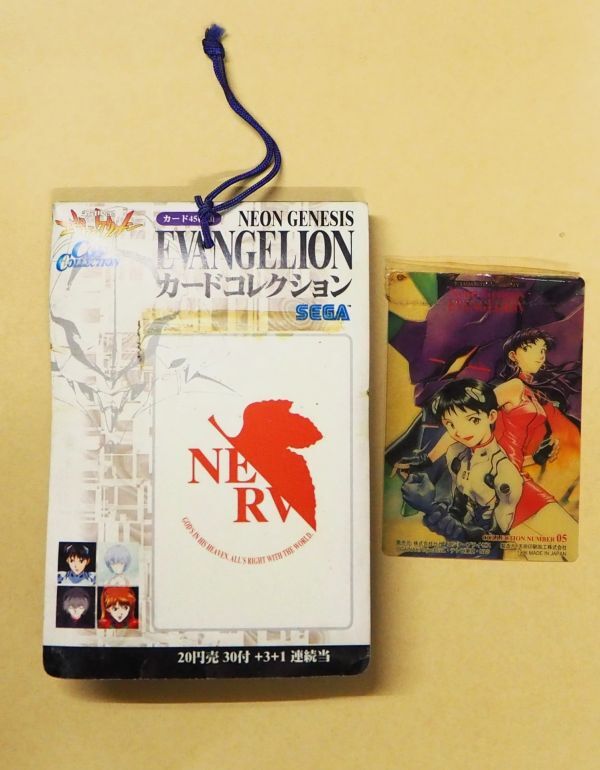 カード45
NEON GENESIS
EVANGELION
カードコレクション
SEGA
COLLECTION
NERV
GOD'S IN HIS HEAVEN. ALL'S RIGHT WITH THE WORLD.
20円売 30付 +3+1 連続当
EVANGELION
COLLECTION NUMBER 05
MADE IN JAPAN